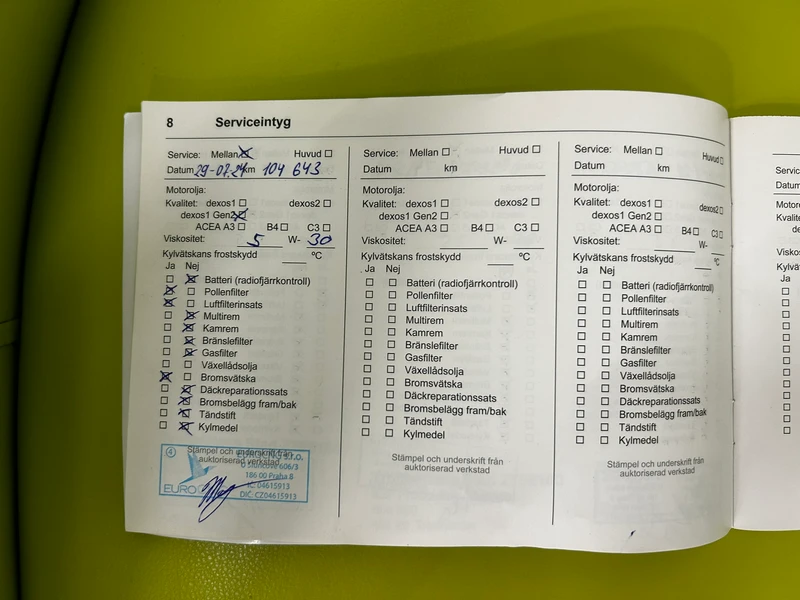 8 Serviceintyg
Service: Mellan Huvud
Datum 29-07.24 km 104 643
Motorolja:
Kvalitet: dexos1 dexos2
dexos1 Gen2
ACEA A3 B4 C3
Viskositet: 5 W- 30
Kylvätskans frostskydd °C
Ja Nej
Batteri (radiofjärrkontroll)
Pollenfilter
Luftfilterinsats
Multirem
Kamrem
Bränslefilter
Gasfilter
Växellådsolja
Bromsvätska
Däckreparationssats
Bromsbelägg fram/bak
Tändstift
Kylmedel
Stämpel och underskrift från
auktoriserad verkstad
4
s.r.o.
606/3
186 00 Praha 8
IČ: 04615913
DIČ: CZ04615913
EURO
Service: Mellan Huvud
Datum km
Motorolja:
Kvalitet: dexos1 dexos2
dexos1 Gen2
ACEA A3 B4 C3
Viskositet: W-
Kylvätskans frostskydd °C
Ja Nej
Batteri (radiofjärrkontroll)
Pollenfilter
Luftfilterinsats
Multirem
Kamrem
Bränslefilter
Gasfilter
Växellådsolja
Bromsvätska
Däckreparationssats
Bromsbelägg fram/bak
Tändstift
Kylmedel
Stämpel och underskrift från
auktoriserad verkstad
Service: Mellan Huvud
Datum km
Motorolja:
Kvalitet: dexos1 dexos2
dexos1 Gen2
ACEA A3 B4 C3
Viskositet: W-
Kylvätskans frostskydd °C
Ja Nej
Batteri (radiofjärrkontroll)
Pollenfilter
Luftfilterinsats
Multirem
Kamrem
Bränslefilter
Gasfilter
Växellådsolja
Bromsvätska
Däckreparationssats
Bromsbelägg fram/bak
Tändstift
Kylmedel
Stämpel och underskrift från
auktoriserad verkstad
Ja